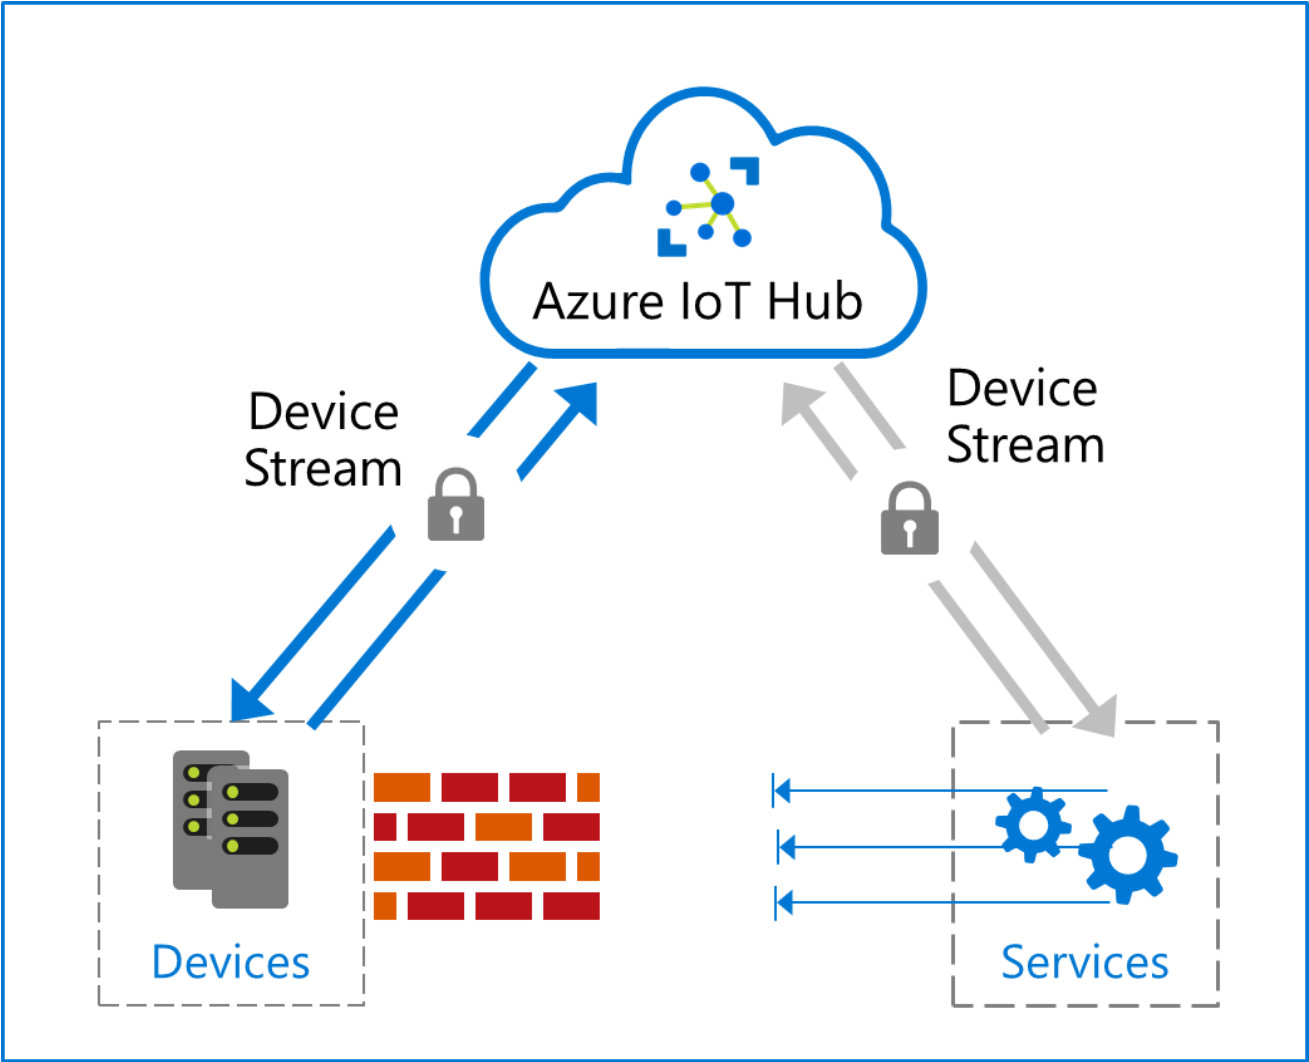 Azure IoT Hub
Device
Stream
Device
Stream
Devices
Services